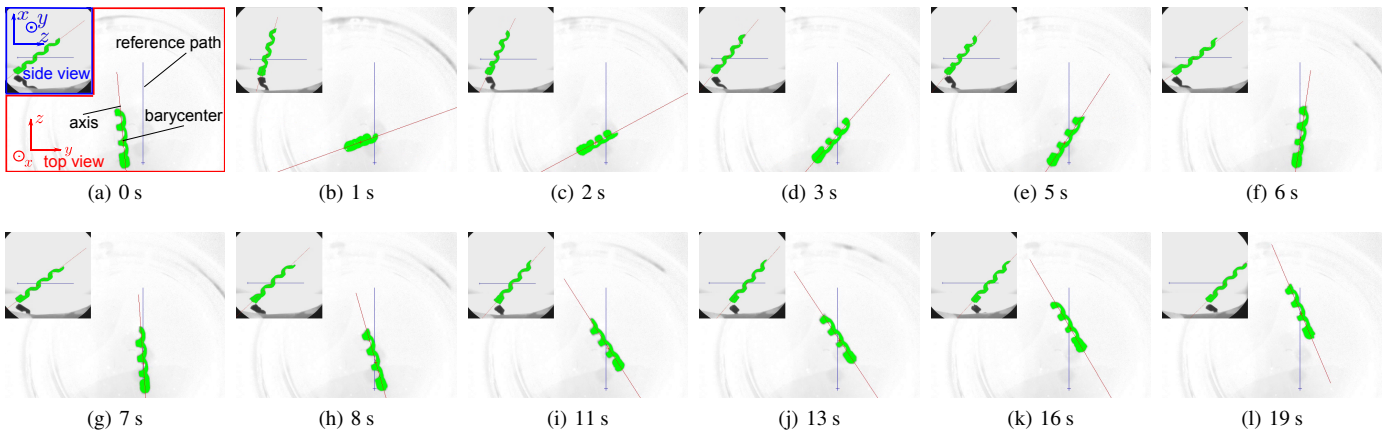 x
y
z
side view
reference path
axis
barycenter
z
y
x
top view
(a) 0 s
(b) 1 s
(c) 2 s
(d) 3 s
(e) 5 s
(f) 6 s
(g) 7 s
(h) 8 s
(i) 11 s
(j) 13 s
(k) 16 s
(l) 19 s